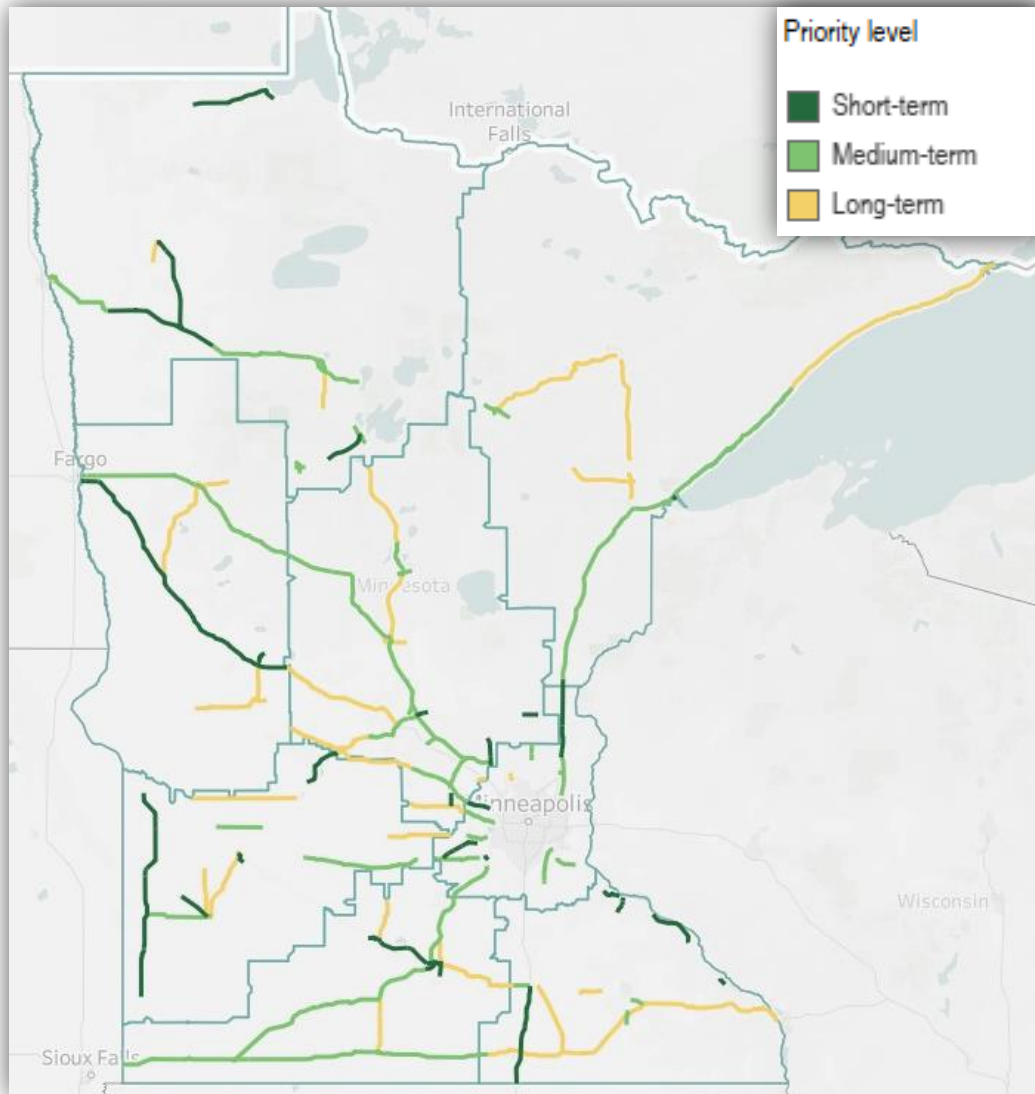 Priority level
Short-term
Medium-term
Long-term
International
Falls
Fargo
Minnesota
Minneapolis
Wisconsin
Sioux Falls